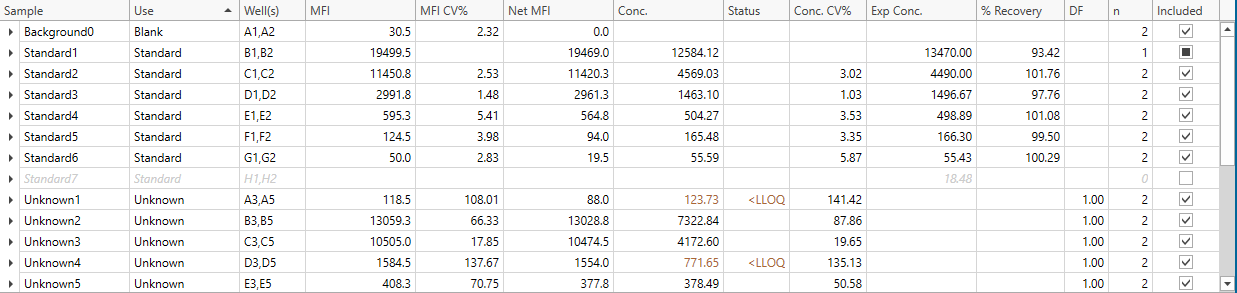 Sample Use Well(s) MFI MFI CV% Net MFI Conc. Status Conc. CV% Exp Conc. % Recovery DF n Included
Background0 Blank A1,A2 30.5 2.32 0.0 2
Standard1 Standard B1,B2 19499.5 19469.0 12584.12 13470.00 93.42 1
Standard2 Standard C1,C2 11450.8 2.53 11420.3 4569.03 3.02 4490.00 101.76 2
Standard3 Standard D1,D2 2991.8 1.48 2961.3 1463.10 1.03 1496.67 97.76 2
Standard4 Standard E1,E2 595.3 5.41 564.8 504.27 3.53 498.89 101.08 2
Standard5 Standard F1,F2 124.5 3.98 94.0 165.48 3.35 166.30 99.50 2
Standard6 Standard G1,G2 50.0 2.83 19.5 55.59 5.87 55.43 100.29 2
Standard7 Standard H1,H2 18.48 0
Unknown1 Unknown A3,A5 118.5 108.01 88.0 123.73 <LLOQ 141.42 1.00 2
Unknown2 Unknown B3,B5 13059.3 66.33 13028.8 7322.84 87.86 1.00 2
Unknown3 Unknown C3,C5 10505.0 17.85 10474.5 4172.60 19.65 1.00 2
Unknown4 Unknown D3,D5 1584.5 137.67 1554.0 771.65 <LLOQ 135.13 1.00 2
Unknown5 Unknown E3,E5 408.3 70.75 377.8 378.49 50.58 1.00 2